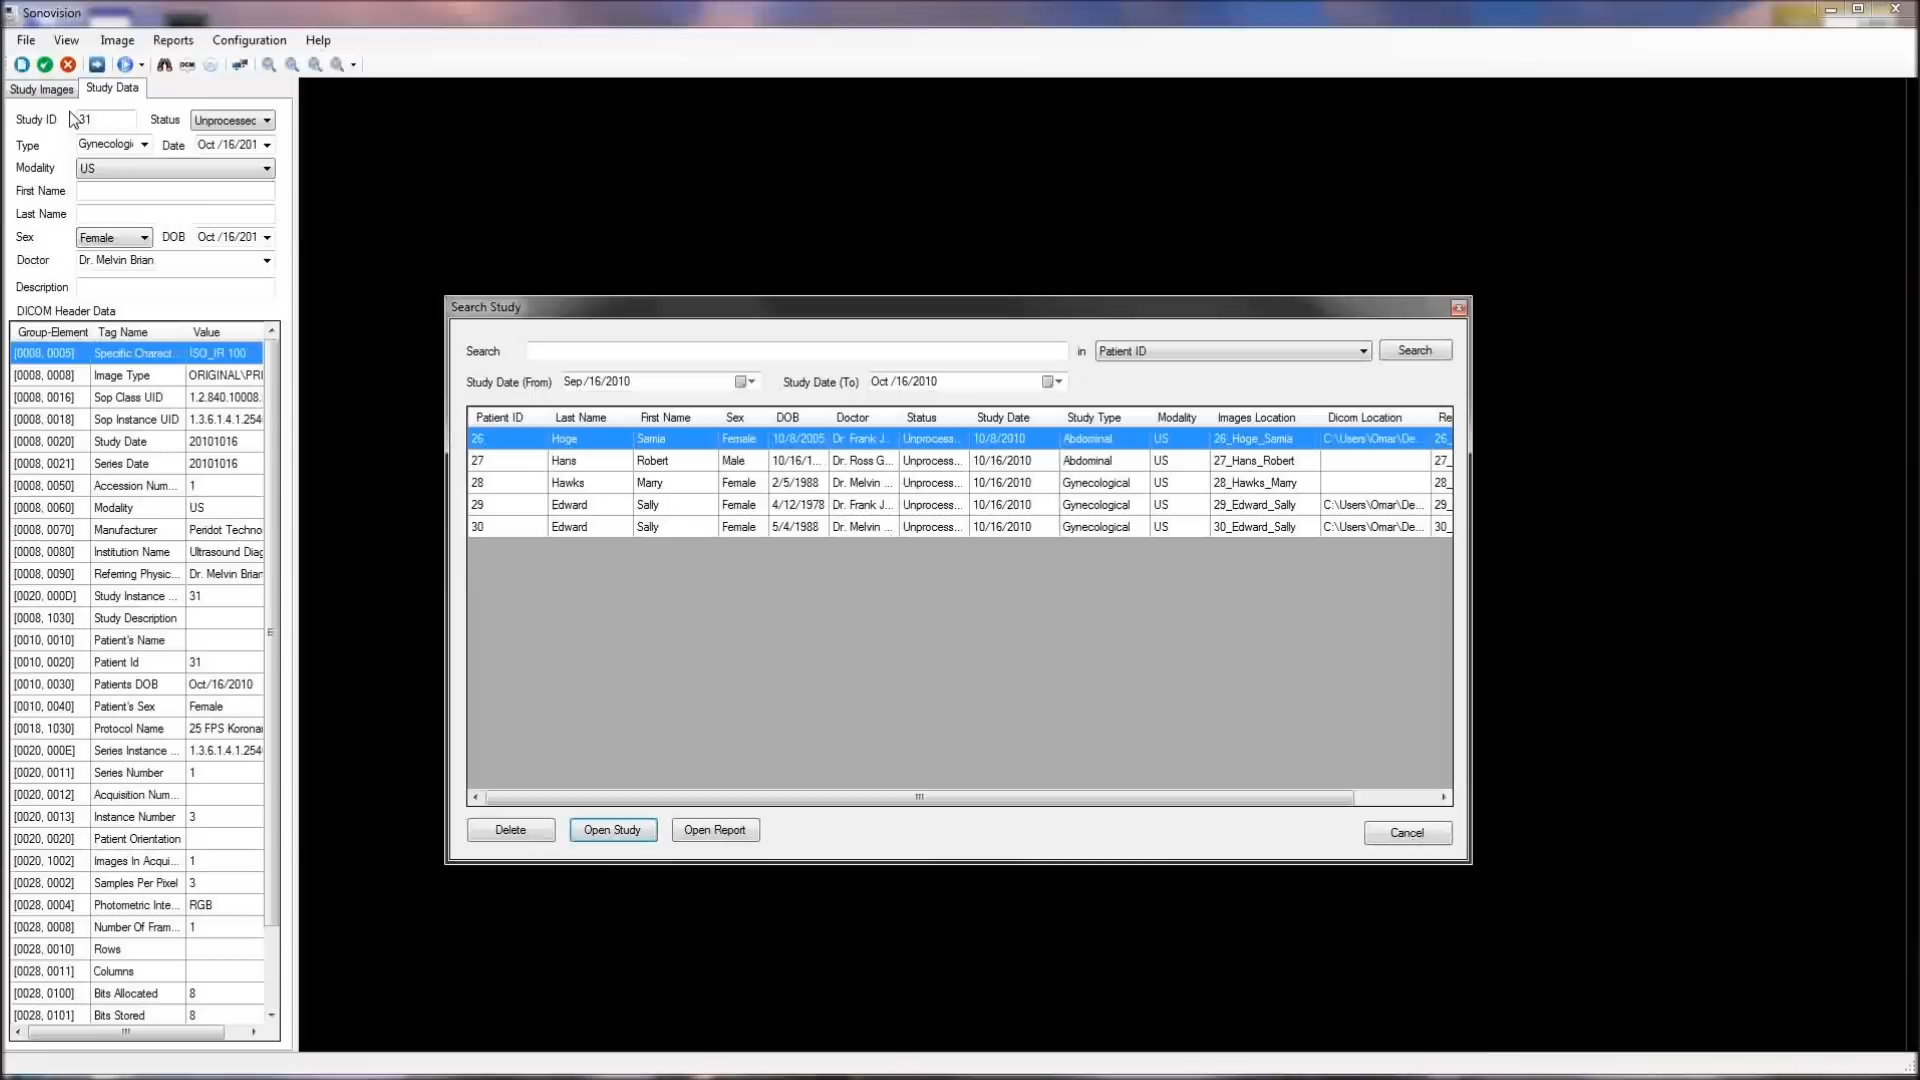 Sonovision
File View Image Reports Configuration Help
Study Images Study Data
Study ID 31 Status Unprocessec
Type Gynecologi Date Oct /16/201
Modality US
First Name
Last Name
Sex Female DOB Oct /16/201
Doctor Dr. Melvin Brian
Description
DICOM Header Data
Group-Element Tag Name Value
[0008, 0005] Specific Charact... ISO_IR 100
[0008, 0008] Image Type ORIGINAL\PRI
[0008, 0016] Sop Class UID 1.2.840.10008.
[0008, 0018] Sop Instance UID 1.3.6.1.4.1.254
[0008, 0020] Study Date 20101016
[0008, 0021] Series Date 20101016
[0008, 0050] Accession Num... 1
[0008, 0060] Modality US
[0008, 0070] Manufacturer Peridot Techno
[0008, 0080] Institution Name Ultrasound Diag
[0008, 0090] Referring Physic... Dr. Melvin Brian
[0020, 000D] Study Instance ... 31
[0008, 1030] Study Description
[0010, 0010] Patient's Name
[0010, 0020] Patient Id 31
[0010, 0030] Patients DOB Oct/16/2010
[0010, 0040] Patient's Sex Female
[0018, 1030] Protocol Name 25 FPS Korona
[0020, 000E] Series Instance ... 1.3.6.1.4.1.254
[0020, 0011] Series Number 1
[0020, 0012] Acquisition Num...
[0020, 0013] Instance Number 3
[0020, 0020] Patient Orientation
[0020, 1002] Images In Acqui... 1
[0028, 0002] Samples Per Pixel 3
[0028, 0004] Photometric Inte... RGB
[0028, 0008] Number Of Fram... 1
[0028, 0010] Rows
[0028, 0011] Columns
[0028, 0100] Bits Allocated 8
[0028, 0101] Bits Stored 8
Search Study
Search in Patient ID Search
Study Date (From) Sep/16/2010 Study Date (To) Oct /16/2010
Patient ID Last Name First Name Sex DOB Doctor Status Study Date Study Type Modality Images Location Dicom Location Re
26 Hoge Samia Female 10/8/2005 Dr Frank J... Unprocess... 10/8/2010 Abdominal US 26_Hoge_Samia C:\Users\Omar\De... 26_
27 Hans Robert Male 10/16/1... Dr. Ross G... Unprocess... 10/16/2010 Abdominal US 27_Hans_Robert 27_
28 Hawks Marry Female 2/5/1988 Dr. Melvin ... Unprocess... 10/16/2010 Gynecological US 28_Hawks_Marry 28_
29 Edward Sally Female 4/12/1978 Dr. Frank J... Unprocess... 10/16/2010 Gynecological US 29_Edward_Sally C:\Users\Omar\De... 29_
30 Edward Sally Female 5/4/1988 Dr. Melvin ... Unprocess... 10/16/2010 Gynecological US 30_Edward_Sally C:\Users\Omar\De... 30_
Delete Open Study Open Report Cancel